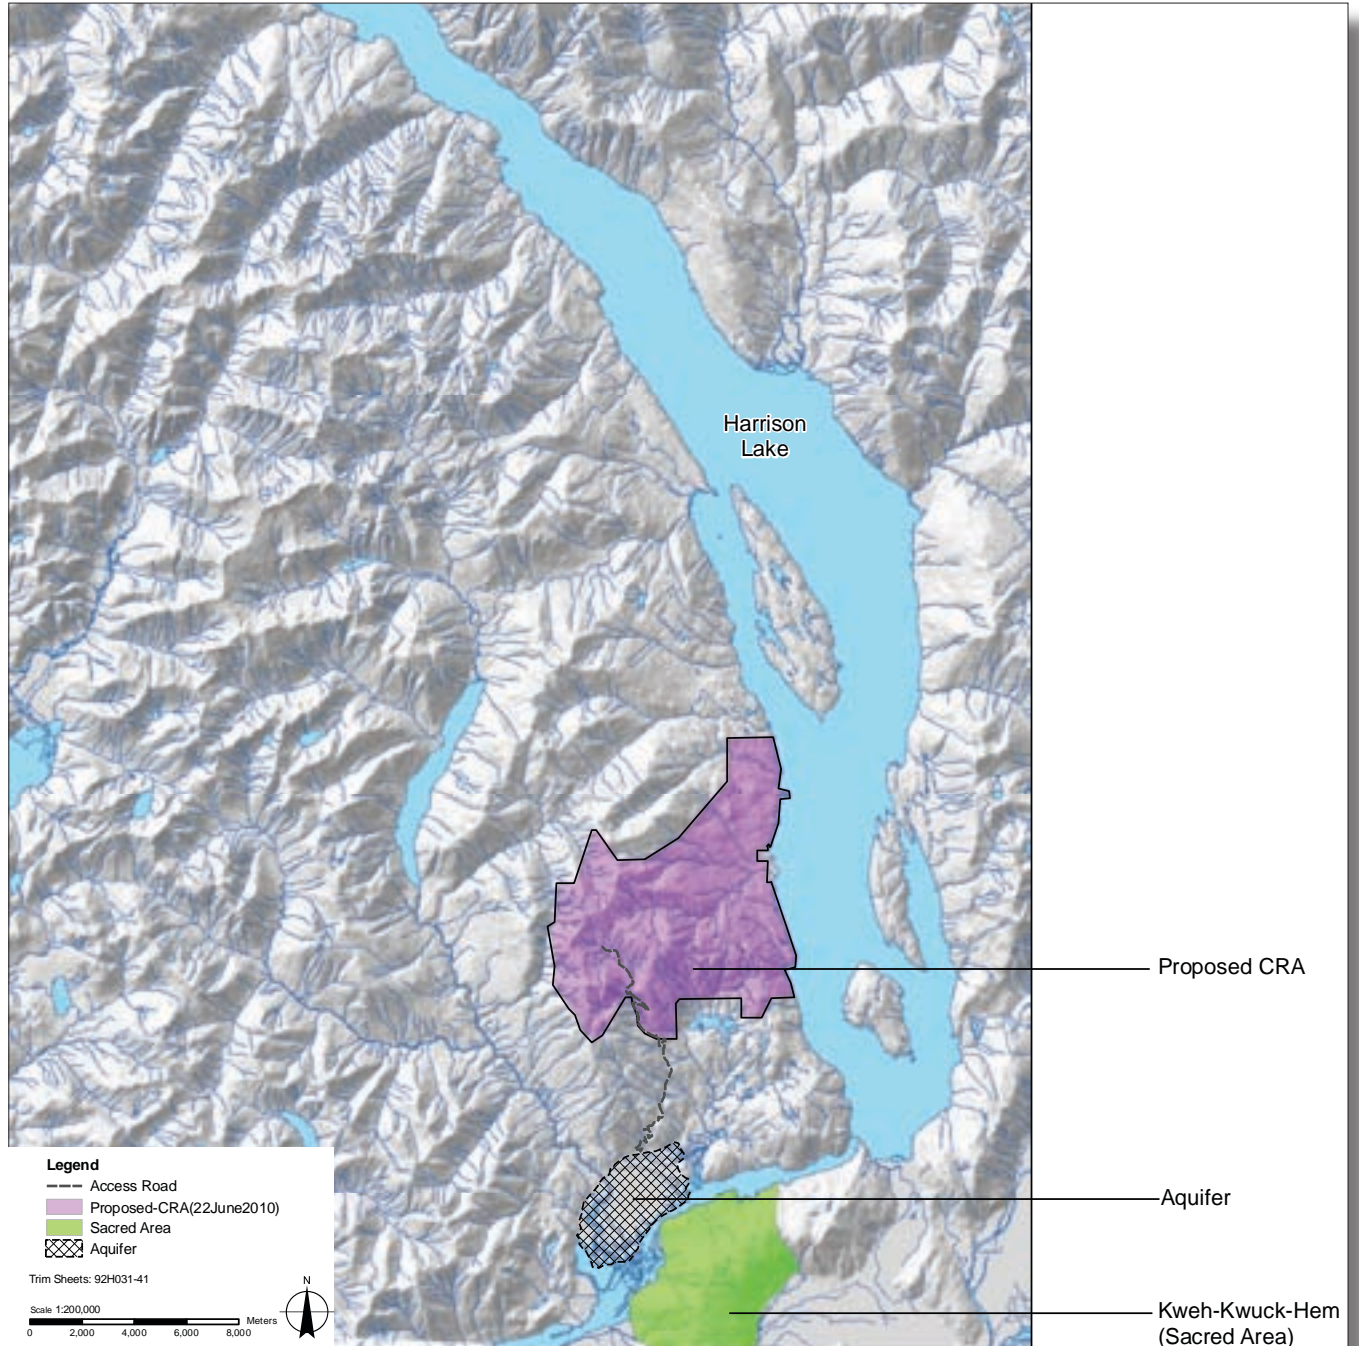 Harrison
Lake
Proposed CRA
Aquifer
Kweh-Kwuck-Hem
(Sacred Area)
Legend
Access Road
Proposed-CRA(22June2010)
Sacred Area
Aquifer
Trim Sheets: 92H031-41
Scale 1:200,000
Meters
0 2,000 4,000 6,000 8,000
N